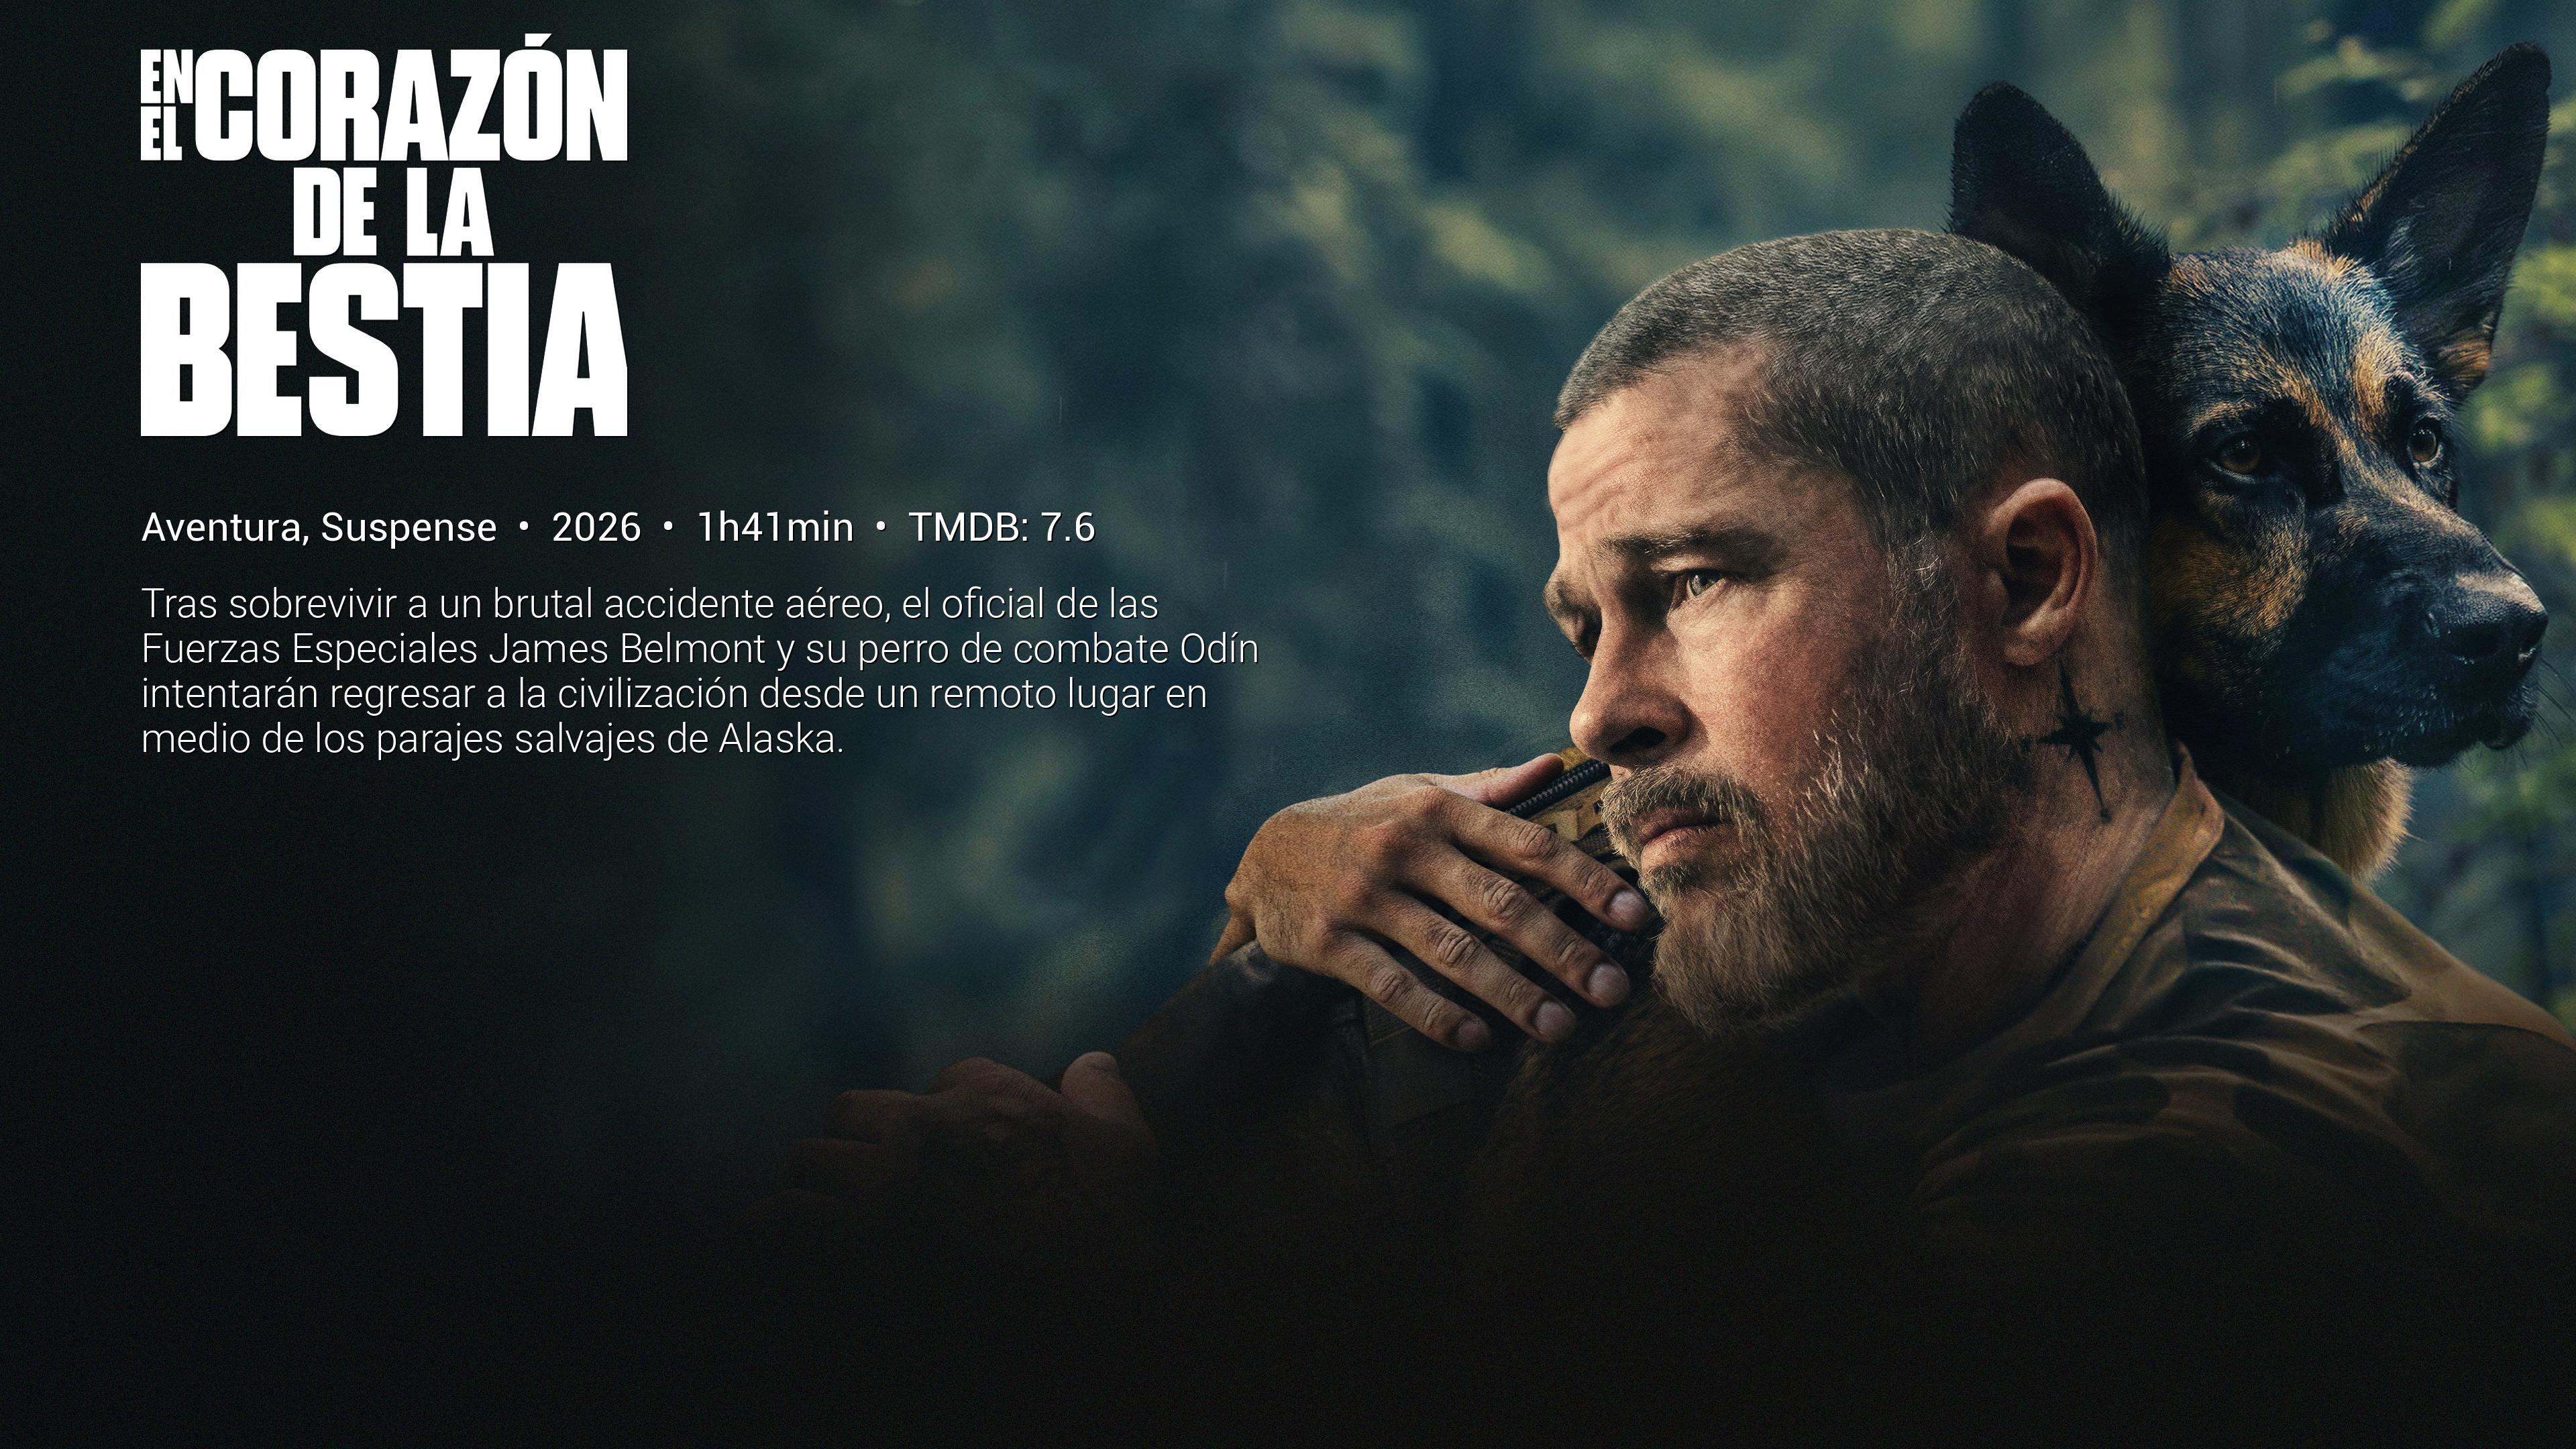 EN EL CORAZÓN
DE LA
BESTIA
Aventura, Suspense • 2026 • 1h41min • TMDB: 7.6
Tras sobrevivir a un brutal accidente aéreo, el oficial de las
Fuerzas Especiales James Belmont y su perro de combate Odín
intentarán regresar a la civilización desde un remoto lugar en
medio de los parajes salvajes de Alaska.